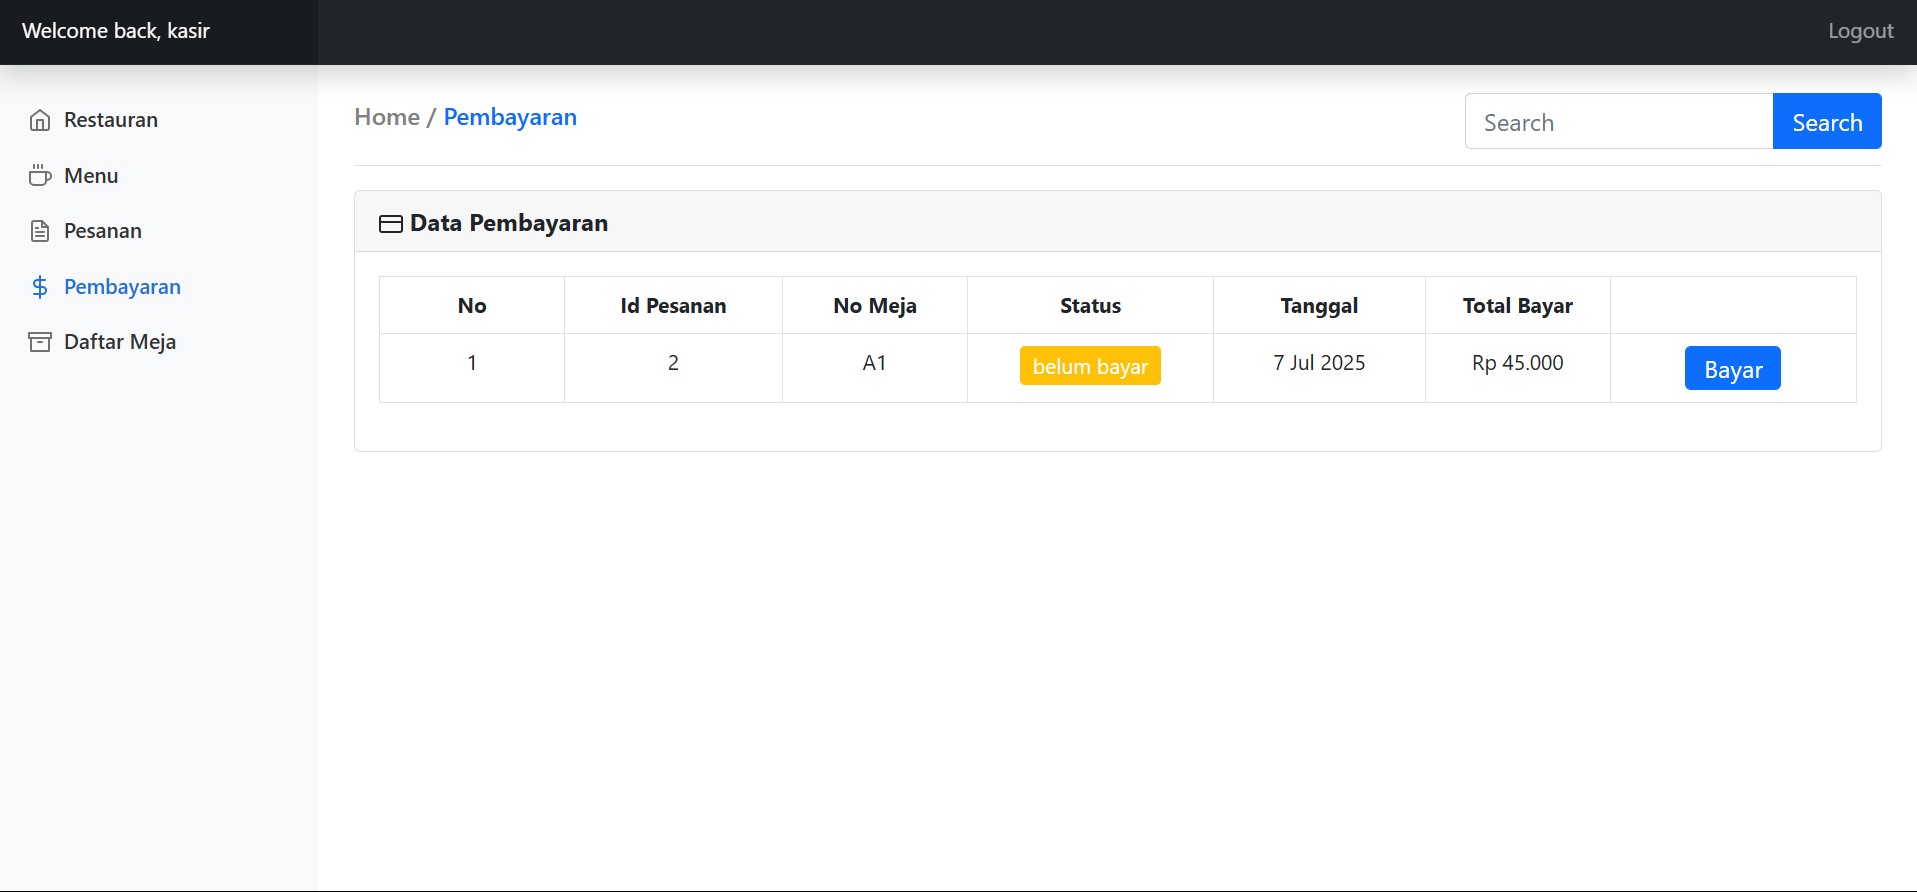 Welcome back, kasir
Logout
Restauran
Menu
Pesanan
Pembayaran
Daftar Meja
Home / Pembayaran
Search
Search
Data Pembayaran
No Id Pesanan No Meja Status Tanggal Total Bayar
1 2 A1 belum bayar 7 Jul 2025 Rp 45.000 Bayar